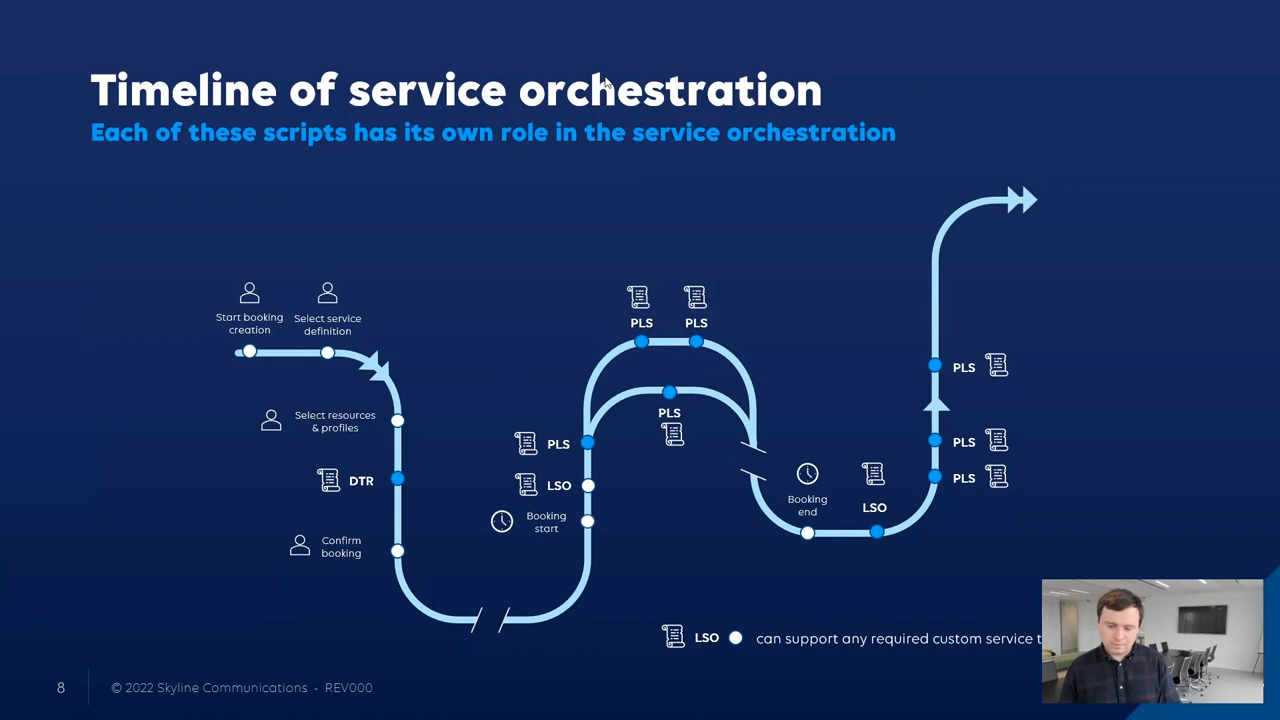 Timeline of service orchestration
Each of these scripts has its own role in the service orchestration
Start booking
creation
Select service
definition
Select resources
& profiles
DTR
Confirm
booking
PLS
LSO
Booking
start
PLS
PLS
PLS
Booking
end
LSO
PLS
PLS
PLS
LSO
can support any required custom service
8
© 2022 Skyline Communications - REV000